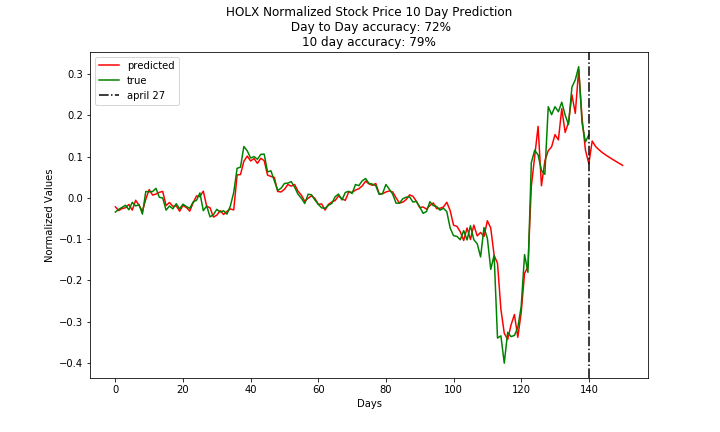 HOLX Normalized Stock Price 10 Day Prediction
Day to Day accuracy: 72%
10 day accuracy: 79%
predicted
true
april 27
Normalized Values
0.3
0.2
0.1
0.0
−0.1
−0.2
−0.3
−0.4
0 20 40 60 80 100 120 140
Days